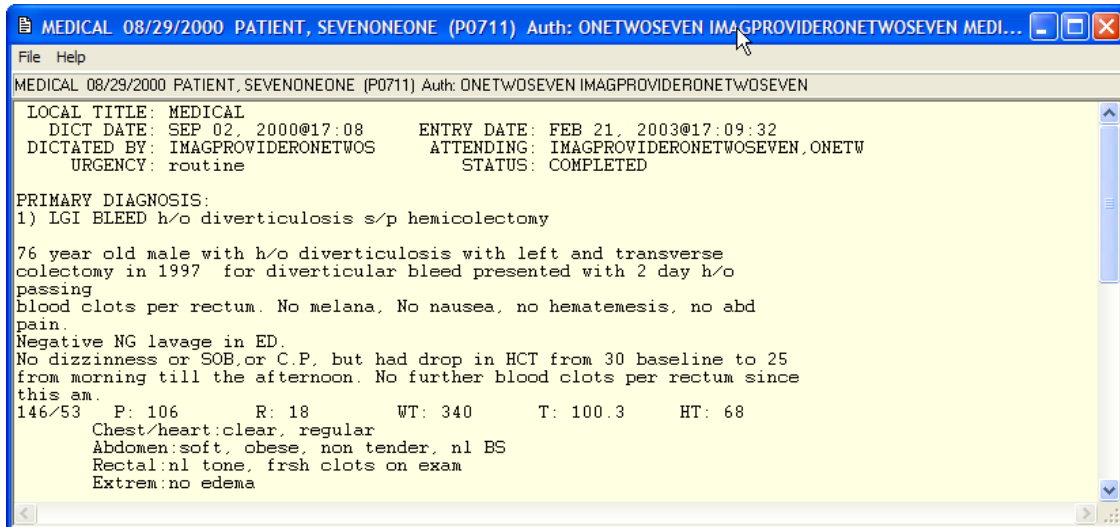 MEDICAL 08/29/2000 PATIENT, SEVENONEONE (P0711) Auth: ONETWOSEVEN IMAGPROVIDERONETWOSEVEN MEDI...
File Help
MEDICAL 08/29/2000 PATIENT, SEVENONEONE (P0711) Auth: ONETWOSEVEN IMAGPROVIDERONETWOSEVEN
LOCAL TITLE: MEDICAL
DICT DATE: SEP 02, 2000@17:08 ENTRY DATE: FEB 21, 2003@17:09:32
DICTATED BY: IMAGPROVIDERONETWOS ATTENDING: IMAGPROVIDERONETWOSEVEN,ONETW
URGENCY: routine STATUS: COMPLETED
PRIMARY DIAGNOSIS:
1) LGI BLEED h/o diverticulosis s/p hemicolectomy
76 year old male with h/o diverticulosis with left and transverse
colectomy in 1997 for diverticular bleed presented with 2 day h/o
passing
blood clots per rectum. No melana, No nausea, no hematemesis, no abd
pain.
Negative NG lavage in ED.
No dizzinness or SOB,or C.P, but had drop in HCT from 30 baseline to 25
from morning till the afternoon. No further blood clots per rectum since
this am.
146/53 P: 106 R: 18 WT: 340 T: 100.3 HT: 68
Chest/heart:clear, regular
Abdomen:soft, obese, non tender, nl BS
Rectal:nl tone, frsh clots on exam
Extrem:no edema